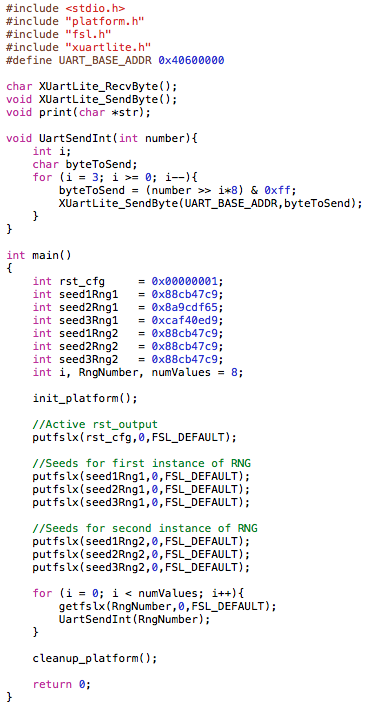 #include <stdio.h>
#include "platform.h"
#include "fsl.h"
#include "xuartlite.h"
#define UART_BASE_ADDR 0x40600000

char XUartLite_RecvByte();
void XUartLite_SendByte();
void print(char *str);

void UartSendInt(int number){
    int i;
    char byteToSend;
    for (i = 3; i >= 0; i--){
        byteToSend = (number >> i*8) & 0xff;
        XUartLite_SendByte(UART_BASE_ADDR,byteToSend);
    }
}

int main()
{
    int rst_cfg     = 0x00000001;
    int seed1Rng1   = 0x88cb47c9;
    int seed2Rng1   = 0x8a9cdf65;
    int seed3Rng1   = 0xcaf40ed9;
    int seed1Rng2   = 0x88cb47c9;
    int seed2Rng2   = 0x88cb47c9;
    int seed3Rng2   = 0x88cb47c9;
    int i, RngNumber, numValues = 8;

    init_platform();

    //Active rst_output
    putfslx(rst_cfg,0,FSL_DEFAULT);

    //Seeds for first instance of RNG
    putfslx(seed1Rng1,0,FSL_DEFAULT);
    putfslx(seed2Rng1,0,FSL_DEFAULT);
    putfslx(seed3Rng1,0,FSL_DEFAULT);

    //Seeds for second instance of RNG
    putfslx(seed1Rng2,0,FSL_DEFAULT);
    putfslx(seed2Rng2,0,FSL_DEFAULT);
    putfslx(seed3Rng2,0,FSL_DEFAULT);

    for (i = 0; i < numValues; i++){
        getfslx(RngNumber,0,FSL_DEFAULT);
        UartSendInt(RngNumber);
    }

    cleanup_platform();

    return 0;
}